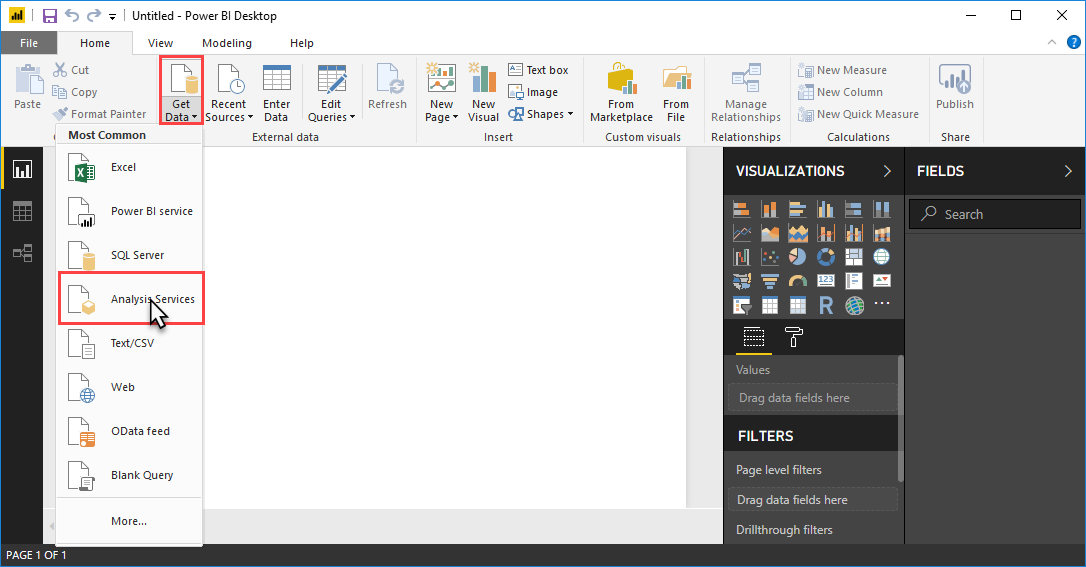 Untitled - Power BI Desktop
File Home View Modeling Help
Paste
Cut
Copy
Format Painter
Get Data
Recent Sources
Enter Data
Edit Queries
Refresh
New Page
New Visual
Text box
Image
Shapes
From Marketplace
From File
Manage Relationships
New Measure
New Column
New Quick Measure
Publish
External data
Insert
Custom visuals
Relationships
Calculations
Share
Most Common
Excel
Power BI service
SQL Server
Analysis Services
Text/CSV
Web
OData feed
Blank Query
More...
VISUALIZATIONS
123
R
Values
Drag data fields here
FILTERS
Page level filters
Drag data fields here
Drillthrough filters
FIELDS
Search
PAGE 1 OF 1